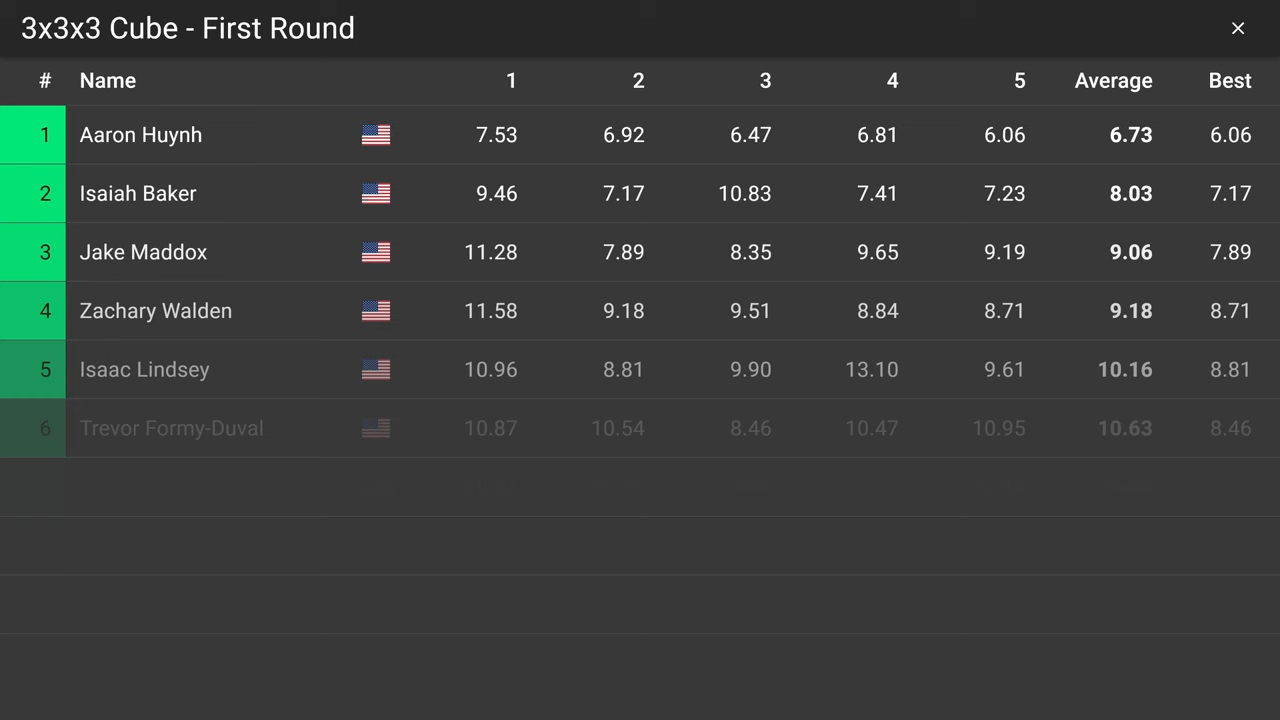 3x3x3 Cube - First Round ×
# Name 1 2 3 4 5 Average Best
1 Aaron Huynh 7.53 6.92 6.47 6.81 6.06 6.73 6.06
2 Isaiah Baker 9.46 7.17 10.83 7.41 7.23 8.03 7.17
3 Jake Maddox 11.28 7.89 8.35 9.65 9.19 9.06 7.89
4 Zachary Walden 11.58 9.18 9.51 8.84 8.71 9.18 8.71
5 Isaac Lindsey 10.96 8.81 9.90 13.10 9.61 10.16 8.81
6 Trevor Formy-Duval 10.87 10.54 8.46 10.47 10.95 10.63 8.46